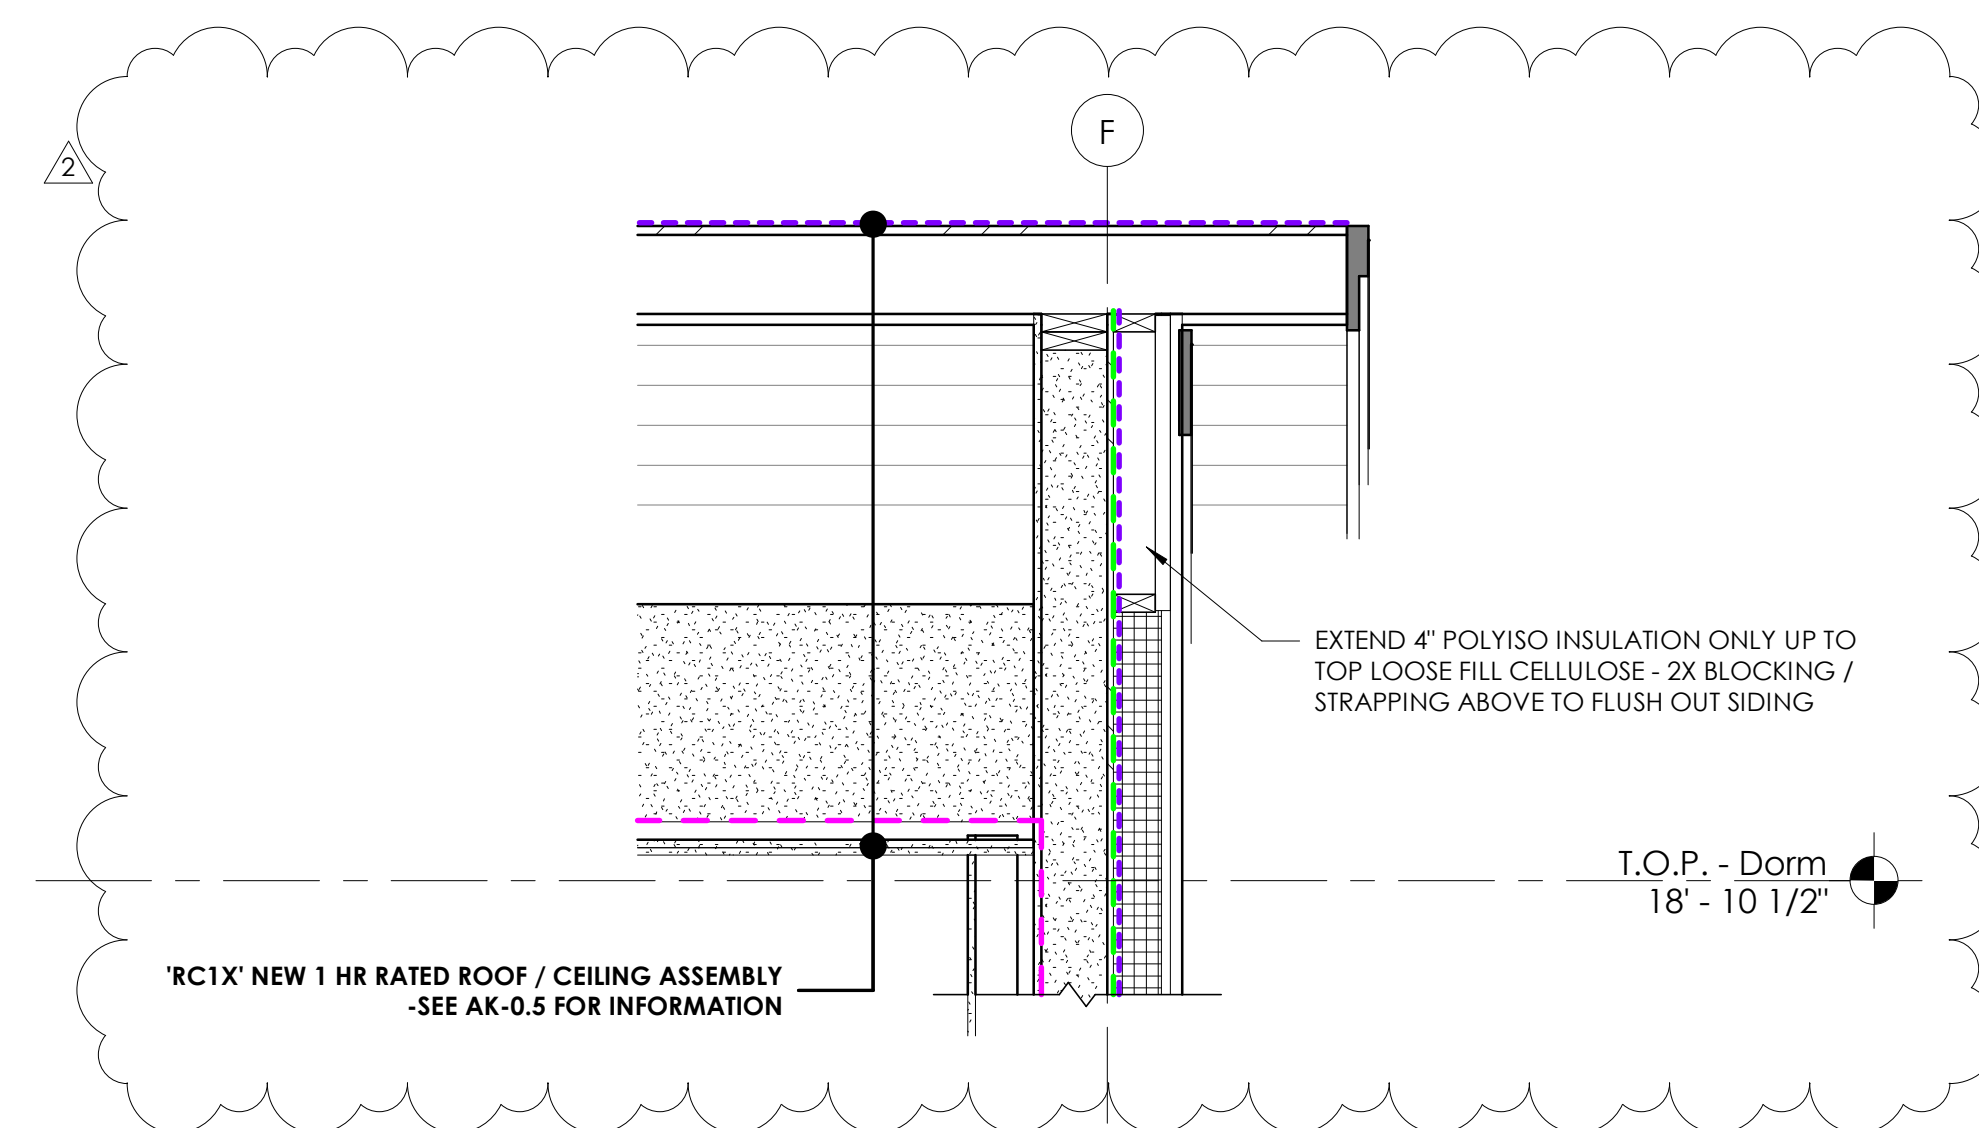 F
2
EXTEND 4" POLYISO INSULATION ONLY UP TO
TOP LOOSE FILL CELLULOSE - 2X BLOCKING /
STRAPPING ABOVE TO FLUSH OUT SIDING
T.O.P. - Dorm
18' - 10 1/2"
'RC1X' NEW 1 HR RATED ROOF / CEILING ASSEMBLY
-SEE AK-0.5 FOR INFORMATION